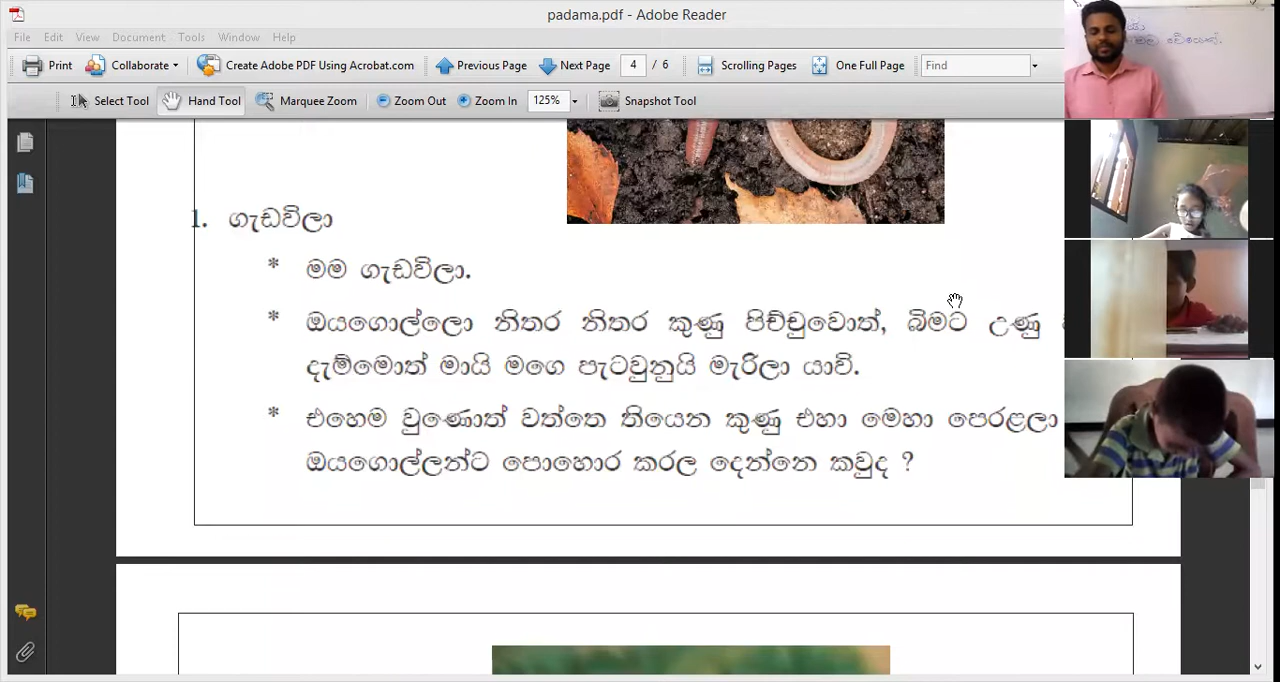 padama.pdf - Adobe Reader
File Edit View Document Tools Window Help
Print Collaborate Create Adobe PDF Using Acrobat.com Previous Page Next Page 4 / 6 Scrolling Pages One Full Page Find
Select Tool Hand Tool Marquee Zoom Zoom Out Zoom In 125% Snapshot Tool
1. ගැඩවිලා
* මම ගැඩවිලා.
* ඔයගොල්ලො නිතර නිතර කුණු පිච්චුවොත්, බිමට උණු
දැම්මොත් මායි මගෙ පැටවුනුයි මැරිලා යාවි.
* එහෙම වුණොත් වත්තෙ තියෙන කුණු එහා මෙහා පෙරළලා
ඔයගොල්ලන්ට පොහොර කරල දෙන්නෙ කවුද ?